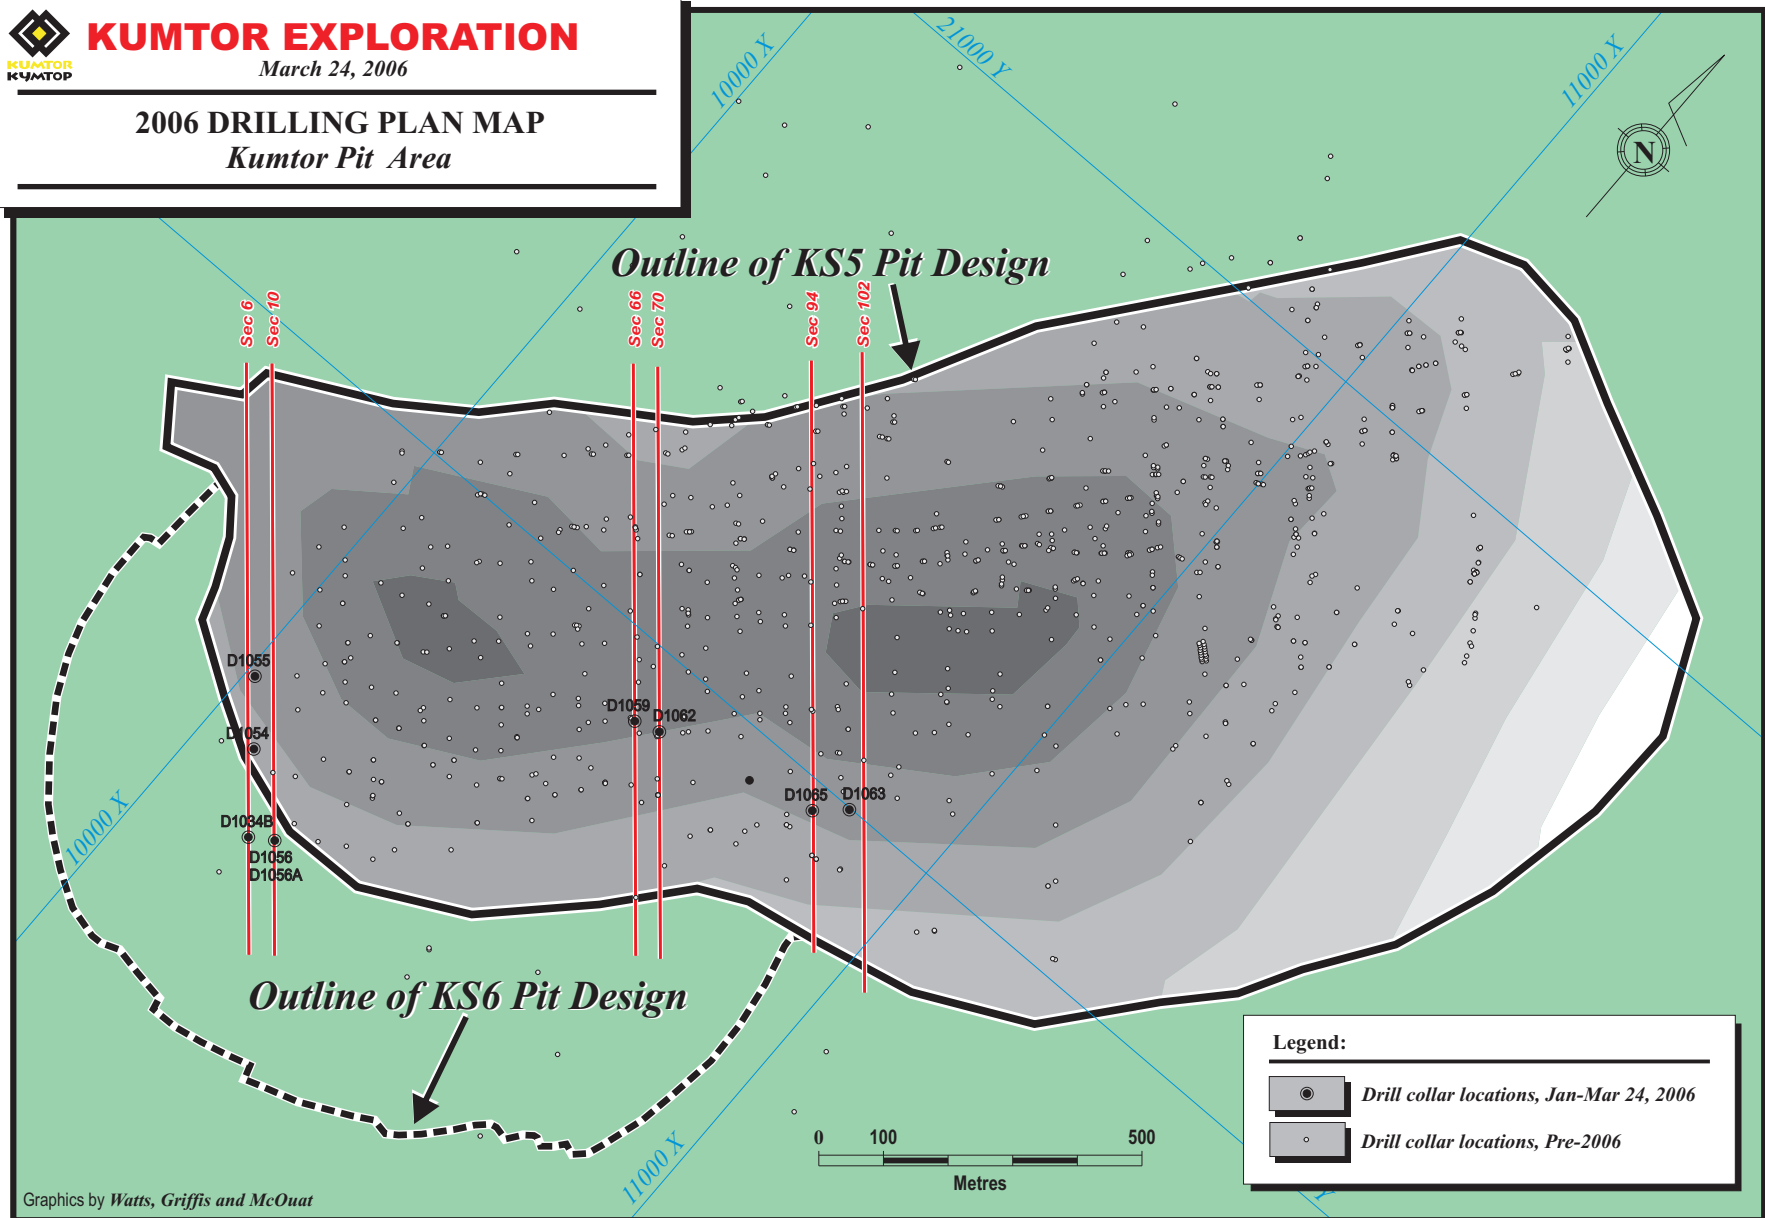 KUMTOR
КУМТОР
KUMTOR EXPLORATION
March 24, 2006
2006 DRILLING PLAN MAP
Kumtor Pit Area
10000 X
21000 Y
11000 X
N
Outline of KS5 Pit Design
Sec 6
Sec 10
Sec 66
Sec 70
Sec 94
Sec 102
D1055
D1059
D1062
D1054
D1065
D1063
D1034B
D1056
D1056A
10000 X
Outline of KS6 Pit Design
11000 X
Y
0 100 500
Metres
Legend:
Drill collar locations, Jan-Mar 24, 2006
Drill collar locations, Pre-2006
Graphics by Watts, Griffis and McOuat